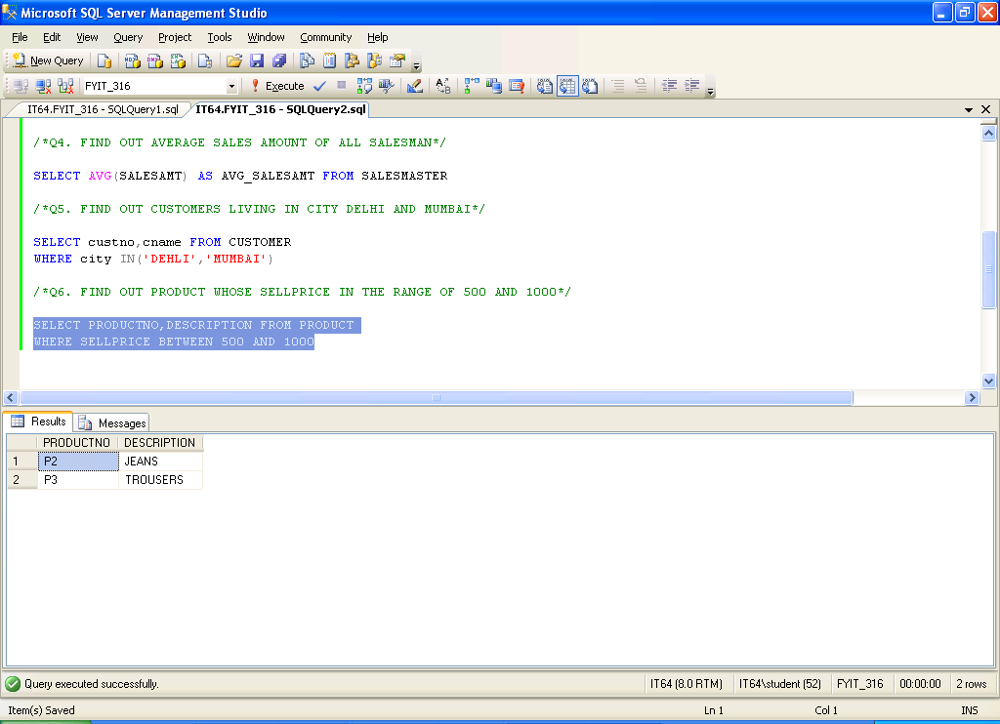 Microsoft SQL Server Management Studio
File Edit View Query Project Tools Window Community Help
New Query
FYIT_316 Execute
IT64.FYIT_316 - SQLQuery1.sql IT64.FYIT_316 - SQLQuery2.sql
/*Q4. FIND OUT AVERAGE SALES AMOUNT OF ALL SALESMAN*/
SELECT AVG(SALESAMT) AS AVG_SALESAMT FROM SALESMASTER
/*Q5. FIND OUT CUSTOMERS LIVING IN CITY DELHI AND MUMBAI*/
SELECT custno,cname FROM CUSTOMER
WHERE city IN('DEHLI','MUMBAI')
/*Q6. FIND OUT PRODUCT WHOSE SELLPRICE IN THE RANGE OF 500 AND 1000*/
SELECT PRODUCTNO,DESCRIPTION FROM PRODUCT
WHERE SELLPRICE BETWEEN 500 AND 1000
Results Messages
PRODUCTNO DESCRIPTION
1 P2 JEANS
2 P3 TROUSERS
Query executed successfully. IT64 (8.0 RTM) IT64\student (52) FYIT_316 00:00:00 2 rows
Item(s) Saved Ln 1 Col 1 INS